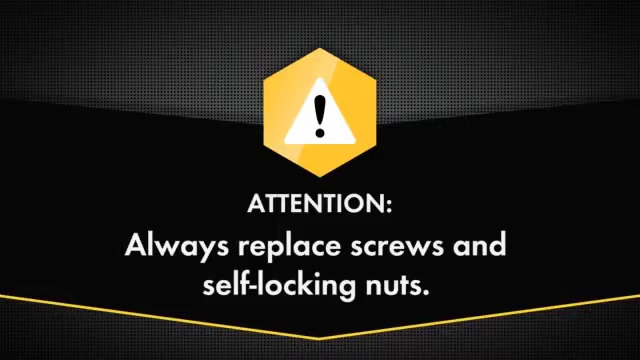 ATTENTION:
Always replace screws and
self-locking nuts.